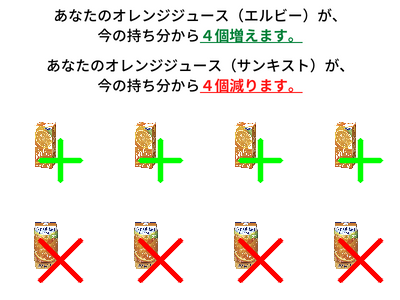 あなたのオレンジジュース（エルビー）が、
今の持ち分から４個増えます。
あなたのオレンジジュース（サンキスト）が、
今の持ち分から４個減ります。